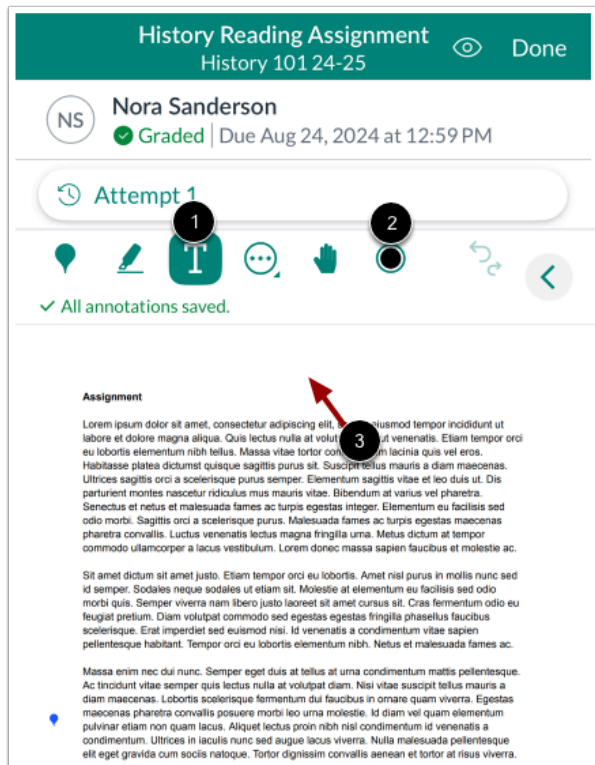 History Reading Assignment
History 101 24-25
Done
NS
Nora Sanderson
Graded | Due Aug 24, 2024 at 12:59 PM
Attempt 1
1
2
T
All annotations saved.
3
Assignment
Lorem ipsum dolor sit amet, consectetur adipiscing elit, eiusmod tempor incididunt ut
labore et dolore magna aliqua. Quis lectus nulla at volut ut venenatis. Etiam tempor orci
eu lobortis elementum nibh tellus. Massa vitae tortor con m lacinia quis vel eros.
Habitasse platea dictumst quisque sagittis purus sit. Suscipit tellus mauris a diam maecenas.
Ultrices sagittis orci a scelerisque purus semper. Elementum sagittis vitae et leo duis ut. Dis
parturient montes nascetur ridiculus mus mauris vitae. Bibendum at varius vel pharetra.
Senectus et netus et malesuada fames ac turpis egestas integer. Elementum eu facilisis sed
odio morbi. Sagittis orci a scelerisque purus. Malesuada fames ac turpis egestas maecenas
pharetra convallis. Luctus venenatis lectus magna fringilla urna. Metus dictum at tempor
commodo ullamcorper a lacus vestibulum. Lorem donec massa sapien faucibus et molestie ac.
Sit amet dictum sit amet justo. Etiam tempor orci eu lobortis. Amet nisl purus in mollis nunc sed
id semper. Sodales neque sodales ut etiam sit. Molestie at elementum eu facilisis sed odio
morbi quis. Semper viverra nam libero justo laoreet sit amet cursus sit. Cras fermentum odio eu
feugiat pretium. Diam volutpat commodo sed egestas egestas fringilla phasellus faucibus
scelerisque. Erat imperdiet sed euismod nisi. Id venenatis a condimentum vitae sapien
pellentesque habitant. Tempor orci eu lobortis elementum nibh. Netus et malesuada fames ac.
Massa enim nec dui nunc. Semper eget duis at tellus at urna condimentum mattis pellentesque.
Ac tincidunt vitae semper quis lectus nulla at volutpat diam. Nisi vitae suscipit tellus mauris a
diam maecenas. Lobortis scelerisque fermentum dui faucibus in ornare quam viverra. Egestas
maecenas pharetra convallis posuere morbi leo urna molestie. Id diam vel quam elementum
pulvinar etiam non quam lacus. Aliquet lectus proin nibh nisl condimentum id venenatis a
condimentum. Ultrices in iaculis nunc sed augue lacus viverra. Nulla malesuada pellentesque
elit eget gravida cum sociis natoque. Tortor dignissim convallis aenean et tortor at risus viverra.